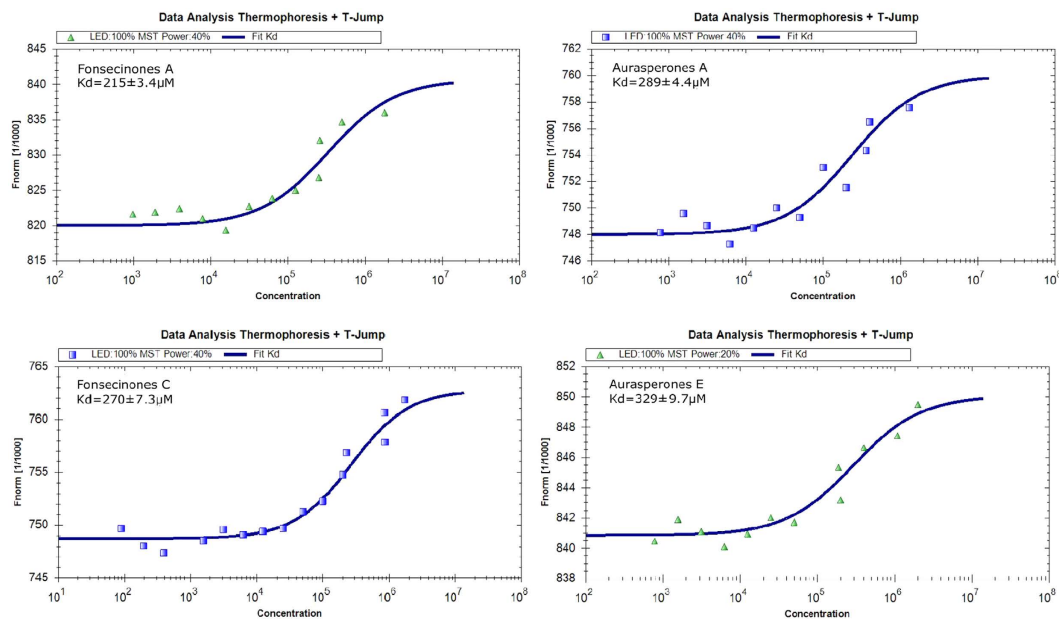 Data Analysis Thermophoresis + T-Jump
LED:100% MST Power:40% Fit Kd
Fonsecinones A
Kd=215±3.4µM
Fnorm [1/1000]
845
840
835
830
825
820
815
10² 10³ 10⁴ 10⁵ 10⁶ 10⁷ 10⁸
Concentration
Data Analysis Thermophoresis + T-Jump
LED:100% MST Power:40% Fit Kd
Aurasperones A
Kd=289±4.4µM
Fnorm [1/1000]
762
760
758
756
754
752
750
748
746
10² 10³ 10⁴ 10⁵ 10⁶ 10⁷ 10⁸
Concentration
Data Analysis Thermophoresis + T-Jump
LED:100% MST Power:40% Fit Kd
Fonsecinones C
Kd=270±7.3µM
Fnorm [1/1000]
765
760
755
750
745
10¹ 10² 10³ 10⁴ 10⁵ 10⁶ 10⁷ 10⁸
Concentration
Data Analysis Thermophoresis + T-Jump
LED:100% MST Power:20% Fit Kd
Aurasperones E
Kd=329±9.7µM
Fnorm [1/1000]
852
850
848
846
844
842
840
838
10² 10³ 10⁴ 10⁵ 10⁶ 10⁷ 10⁸
Concentration